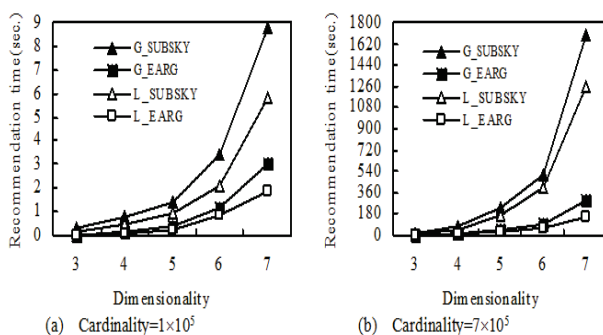 Recommendation time(sec.)
9
8
7
6
5
4
3
2
1
0
G_SUBSKY
G_EARG
L_SUBSKY
L_EARG
3 4 5 6 7
Dimensionality
(a) Cardinality=1×10⁵
Recommendation time(sec.)
1800
1620
1440
1260
1080
900
720
540
360
180
0
G_SUBSKY
G_EARG
L_SUBSKY
L_EARG
3 4 5 6 7
Dimensionality
(b) Cardinality=7×10⁵